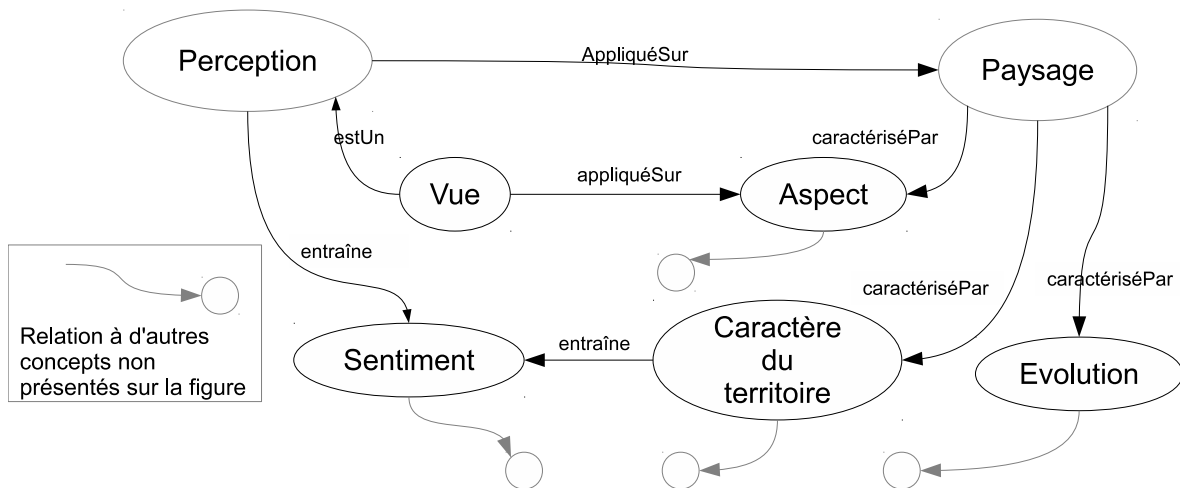 Perception
AppliquéSur
Paysage
estUn
caractériséPar
Vue
appliquéSur
Aspect
entraîne
caractériséPar
caractériséPar
Relation à d'autres
concepts non
présentés sur la figure
Sentiment
entraîne
Caractère
du
territoire
Evolution